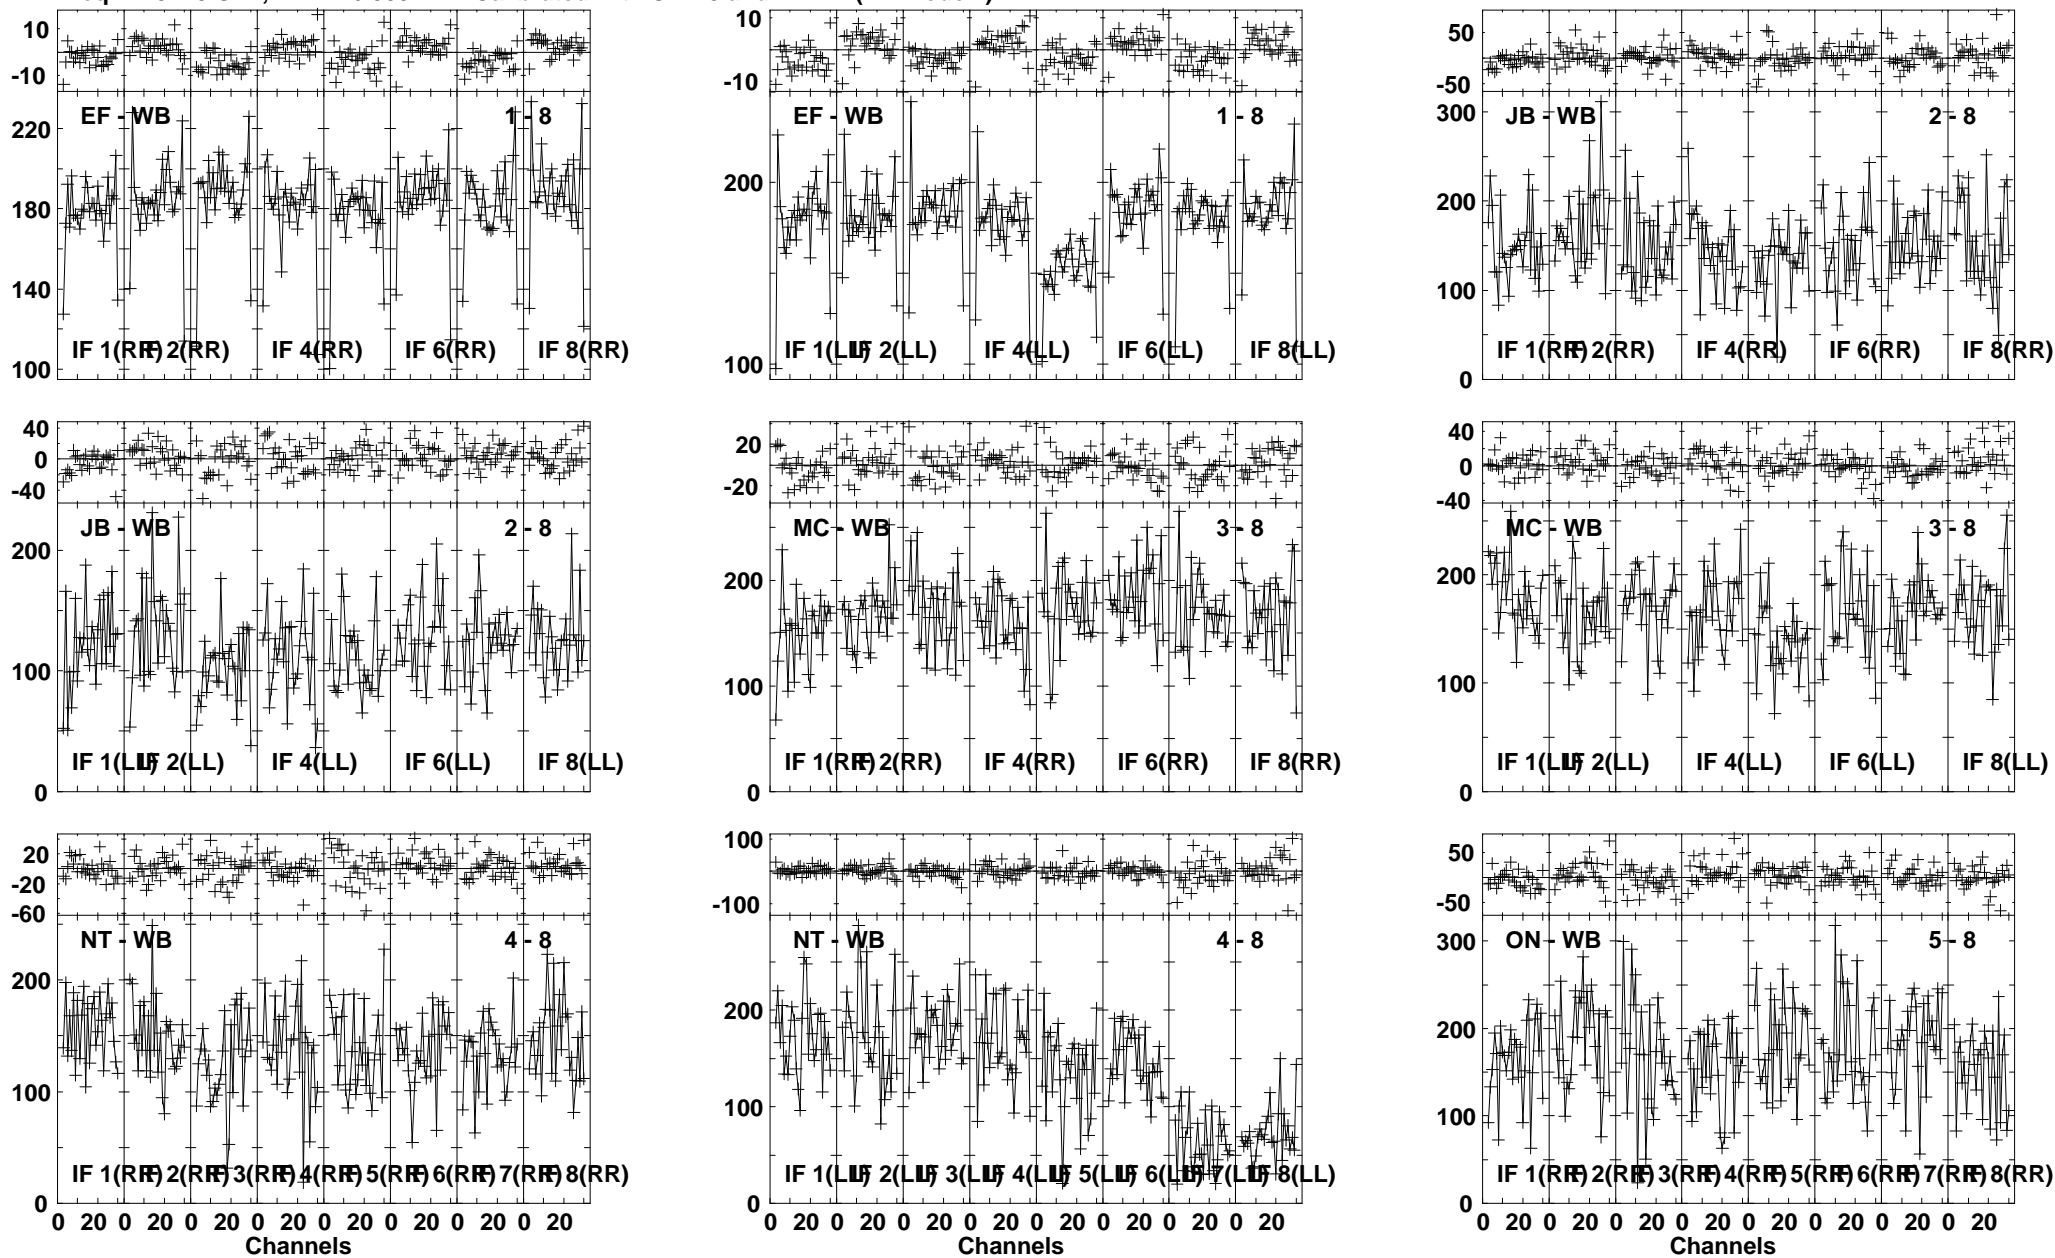 10
-10
220
180
140
100
EF - WB
1 - 8
IF 1(RR)
IF 2(RR)
IF 4(RR)
IF 6(RR)
IF 8(RR)
10
-10
200
100
EF - WB
1 - 8
IF 1(LL)
IF 2(LL)
IF 4(LL)
IF 6(LL)
IF 8(LL)
50
-50
300
200
100
0
JB - WB
2 - 8
IF 1(RR)
IF 2(RR)
IF 4(RR)
IF 6(RR)
IF 8(RR)
40
0
-40
200
100
0
JB - WB
2 - 8
IF 1(LL)
IF 2(LL)
IF 4(LL)
IF 6(LL)
IF 8(LL)
20
-20
200
100
0
MC - WB
3 - 8
IF 1(RR)
IF 2(RR)
IF 4(RR)
IF 6(RR)
IF 8(RR)
40
0
-40
200
100
0
MC - WB
3 - 8
IF 1(LL)
IF 2(LL)
IF 4(LL)
IF 6(LL)
IF 8(LL)
20
-20
-60
200
100
0
NT - WB
4 - 8
IF 1(RR)
IF 2(RR)
IF 3(RR)
IF 4(RR)
IF 5(RR)
IF 6(RR)
IF 7(RR)
IF 8(RR)
0 20 0 20 0 20 0 20 0 20 0 20 0 20 0 20
Channels
100
-100
200
100
0
NT - WB
4 - 8
IF 1(LL)
IF 2(LL)
IF 3(LL)
IF 4(LL)
IF 5(LL)
IF 6(LL)
IF 7(LL)
IF 8(LL)
0 20 0 20 0 20 0 20 0 20 0 20 0 20 0 20
Channels
50
-50
300
200
100
0
ON - WB
5 - 8
IF 1(RR)
IF 2(RR)
IF 3(RR)
IF 4(RR)
IF 5(RR)
IF 6(RR)
IF 7(RR)
IF 8(RR)
0 20 0 20 0 20 0 20 0 20 0 20 0 20 0 20
Channels